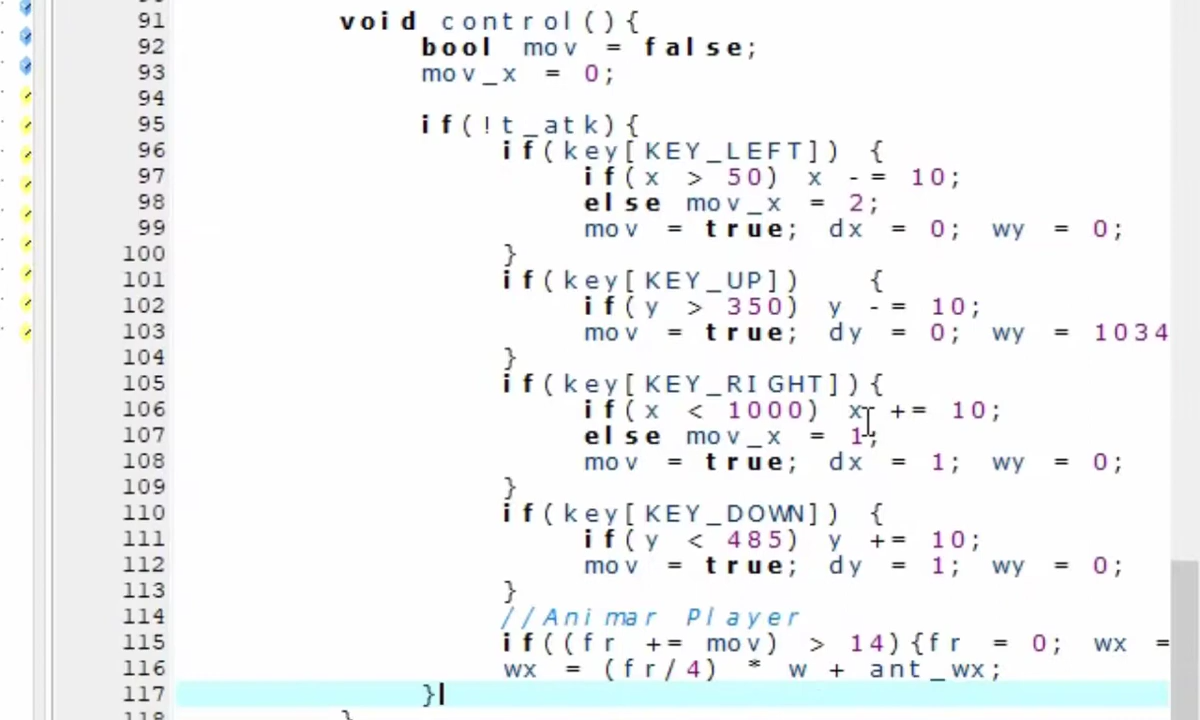 91 void control(){
92 bool mov = false;
93 mov_x = 0;
94
95 if(!t_atk){
96 if(key[KEY_LEFT]) {
97 if(x > 50) x -= 10;
98 else mov_x = 2;
99 mov = true; dx = 0; wy = 0;
100 }
101 if(key[KEY_UP]) {
102 if(y > 350) y -= 10;
103 mov = true; dy = 0; wy = 1034
104 }
105 if(key[KEY_RIGHT]){
106 if(x < 1000) x += 10;
107 else mov_x = 1;
108 mov = true; dx = 1; wy = 0;
109 }
110 if(key[KEY_DOWN]) {
111 if(y < 485) y += 10;
112 mov = true; dy = 1; wy = 0;
113 }
114 //Animar Player
115 if((fr += mov) > 14){fr = 0; wx =
116 wx = (fr/4) * w + ant_wx;
117 }
118 }